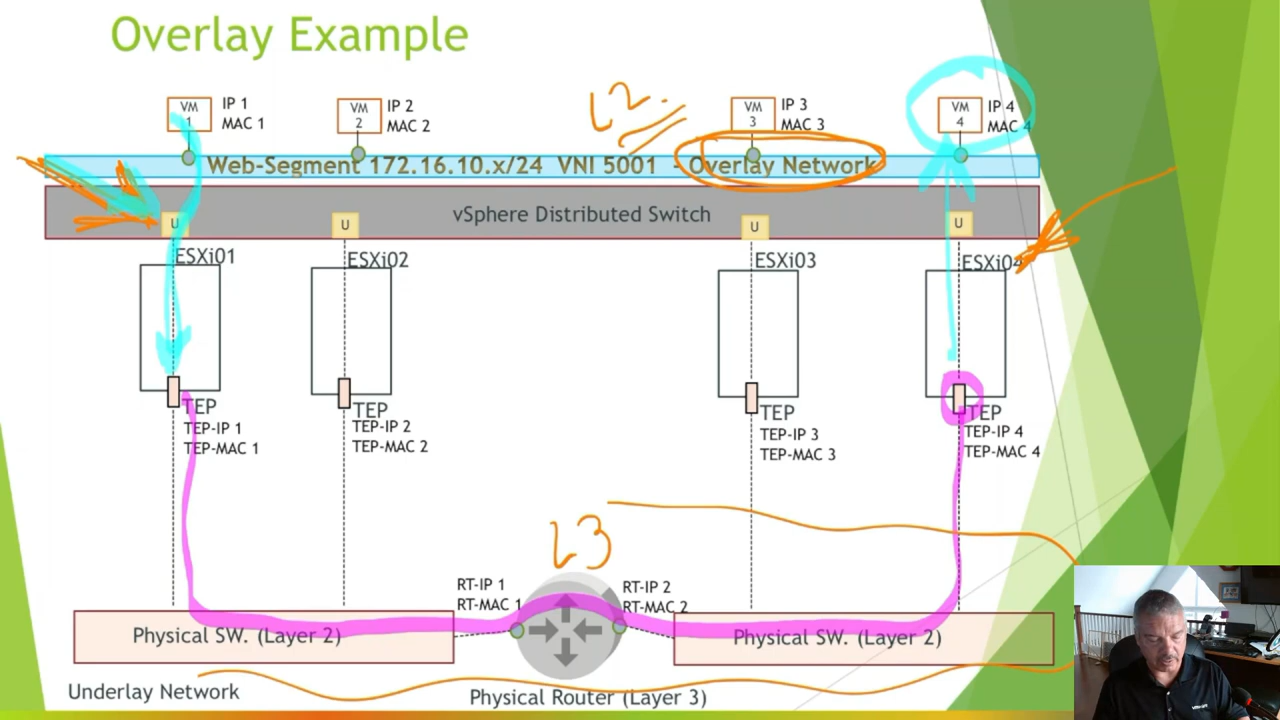 Overlay Example
VM 1
IP 1
MAC 1
VM 2
IP 2
MAC 2
L2
VM 3
IP 3
MAC 3
VM 4
IP 4
MAC 4
Web-Segment 172.16.10.x/24 VNI 5001 - Overlay Network
vSphere Distributed Switch
U
U
U
U
ESXi01
ESXi02
ESXi03
ESXi04
TEP
TEP-IP 1
TEP-MAC 1
TEP
TEP-IP 2
TEP-MAC 2
TEP
TEP-IP 3
TEP-MAC 3
TEP
TEP-IP 4
TEP-MAC 4
L3
RT-IP 1
RT-MAC 1
RT-IP 2
RT-MAC 2
Physical SW. (Layer 2)
Physical SW. (Layer 2)
Underlay Network
Physical Router (Layer 3)